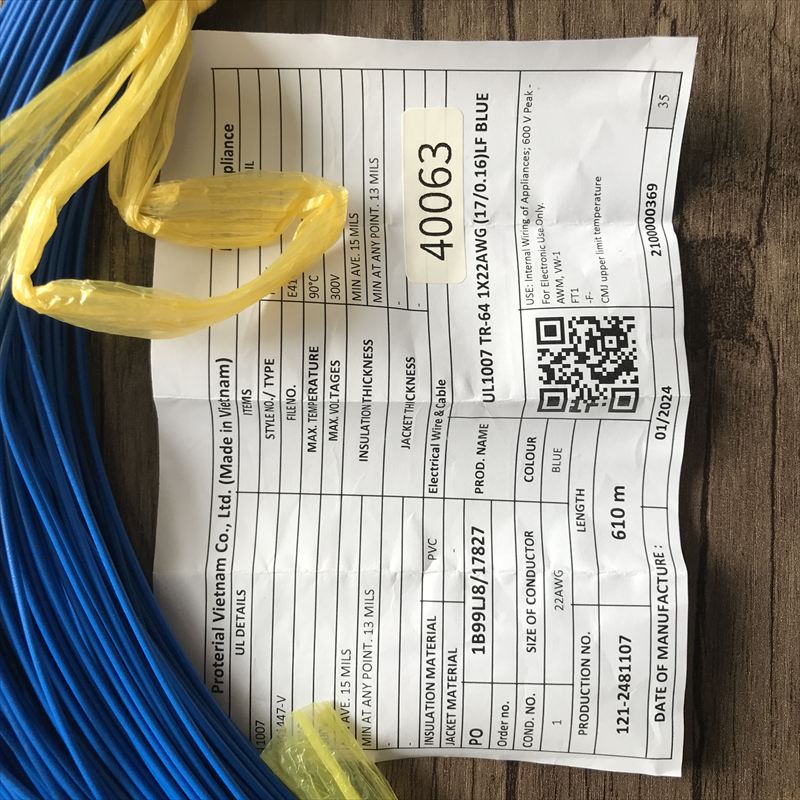 Proterial Vietnam Co., Ltd. (Made in Vietnam)
UL DETAILS ITEMS
1007 STYLE NO./ TYPE
447-V FILE NO. E41
MAX. TEMPERATURE 90°C
MAX. VOLTAGES 300V
AVE. 15 MILS INSULATION THICKNESS MIN AVE. 15 MILS
MIN AT ANY POINT. 13 MILS MIN AT ANY POINT. 13 MILS
- JACKET THICKNESS -
- -
INSULATION MATERIAL PVC Electrical Wire & Cable
JACKET MATERIAL -
40063
PO 1B99LJ8/17827 PROD. NAME UL1007 TR-64 1X22AWG (17/0.16)LF BLUE
Order no.
COND. NO. SIZE OF CONDUCTOR COLOUR
1 22AWG BLUE
USE: Internal Wiring of Appliances; 600 V Peak -
For Electronic Use Only.
AWM, VW-1
FT1
-F-
CMJ upper limit temperature
PRODUCTION NO. LENGTH
121-2481107 610 m
DATE OF MANUFACTURE : 01/2024 2100000369 35